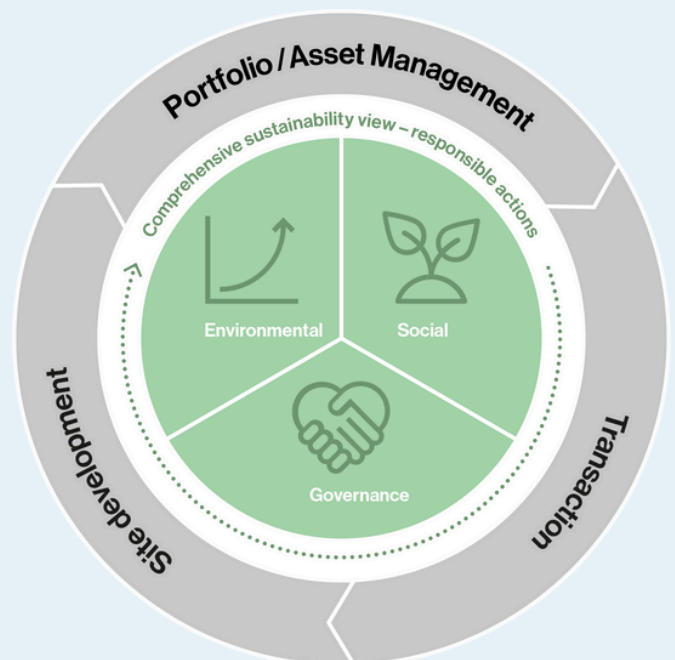 Portfolio / Asset Management
Comprehensive sustainability view – responsible actions
Environmental
Social
Governance
Transaction
Site development